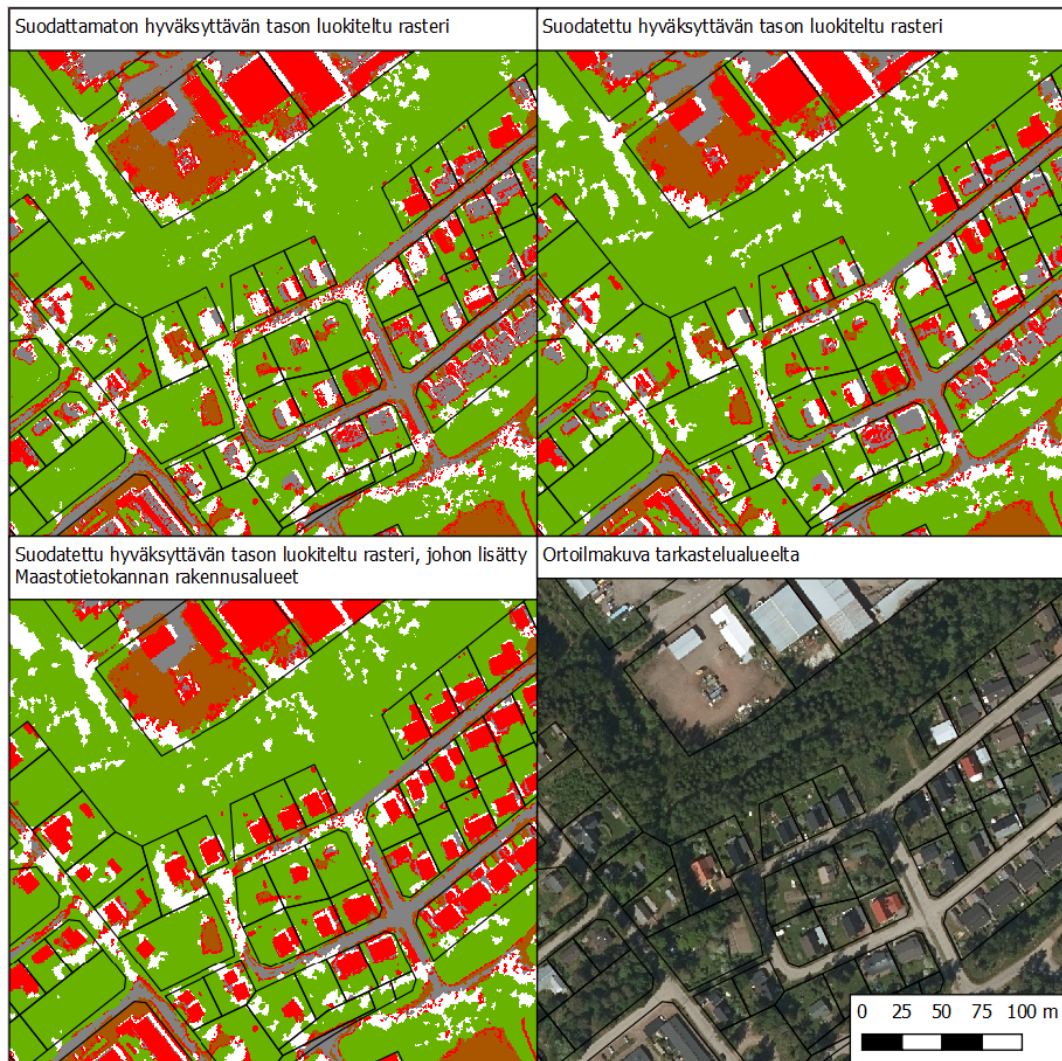 Suodattamaton hyväksyttävän tason luokiteltu rasteri
Suodatettu hyväksyttävän tason luokiteltu rasteri
Suodatettu hyväksyttävän tason luokiteltu rasteri, johon lisätty
Maastotietokannan rakennusalueet
Ortoilmakuva tarkastelualueelta
0 25 50 75 100 m